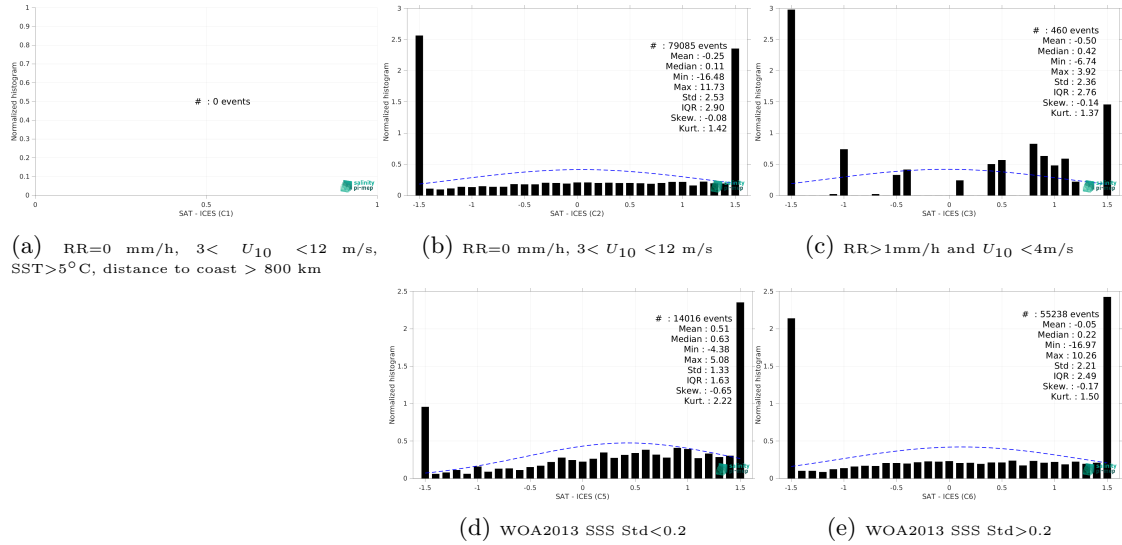 1
0.9
0.8
0.7
0.6
0.5
0.4
0.3
0.2
0.1
0
Normalized histogram
# : 0 events
0 0.5 1
SAT - ICES (C1)
salinity
pi-mep
(a) RR=0 mm/h, 3< U10 <12 m/s,
SST>5°C, distance to coast > 800 km
3
2.5
2
1.5
1
0.5
0
Normalized histogram
# : 79085 events
Mean : -0.25
Median : 0.11
Min : -16.48
Max : 11.73
Std : 2.53
IQR : 2.90
Skew. : -0.08
Kurt. : 1.42
-1.5 -1 -0.5 0 0.5 1 1.5
SAT - ICES (C2)
salinity
pi-mep
(b) RR=0 mm/h, 3< U10 <12 m/s
3
2.5
2
1.5
1
0.5
0
Normalized histogram
# : 460 events
Mean : -0.50
Median : 0.42
Min : -6.74
Max : 3.92
Std : 2.36
IQR : 2.76
Skew. : -0.14
Kurt. : 1.37
-1.5 -1 -0.5 0 0.5 1 1.5
SAT - ICES (C3)
salinity
pi-mep
(c) RR>1mm/h and U10 <4m/s
2.5
2
1.5
1
0.5
0
Normalized histogram
# : 14016 events
Mean : 0.51
Median : 0.63
Min : -4.38
Max : 5.08
Std : 1.33
IQR : 1.63
Skew. : -0.65
Kurt. : 2.22
-1.5 -1 -0.5 0 0.5 1 1.5
SAT - ICES (C5)
salinity
pi-mep
(d) WOA2013 SSS Std<0.2
2.5
2
1.5
1
0.5
0
Normalized histogram
# : 55238 events
Mean : -0.05
Median : 0.22
Min : -16.97
Max : 10.26
Std : 2.21
IQR : 2.49
Skew. : -0.17
Kurt. : 1.50
-1.5 -1 -0.5 0 0.5 1 1.5
SAT - ICES (C6)
salinity
pi-mep
(e) WOA2013 SSS Std>0.2